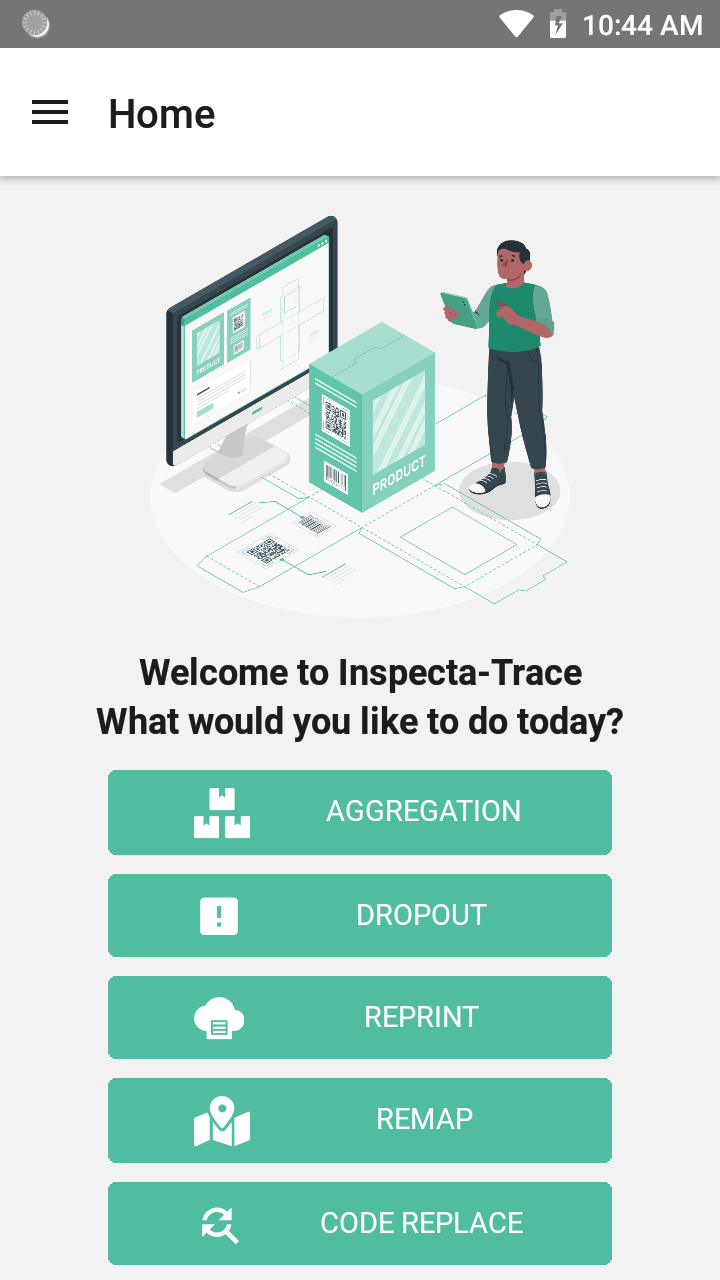 10:44 AM
Home
PRODUCT
PRODUCT
Welcome to Inspecta-Trace
What would you like to do today?
AGGREGATION
DROPOUT
REPRINT
REMAP
CODE REPLACE